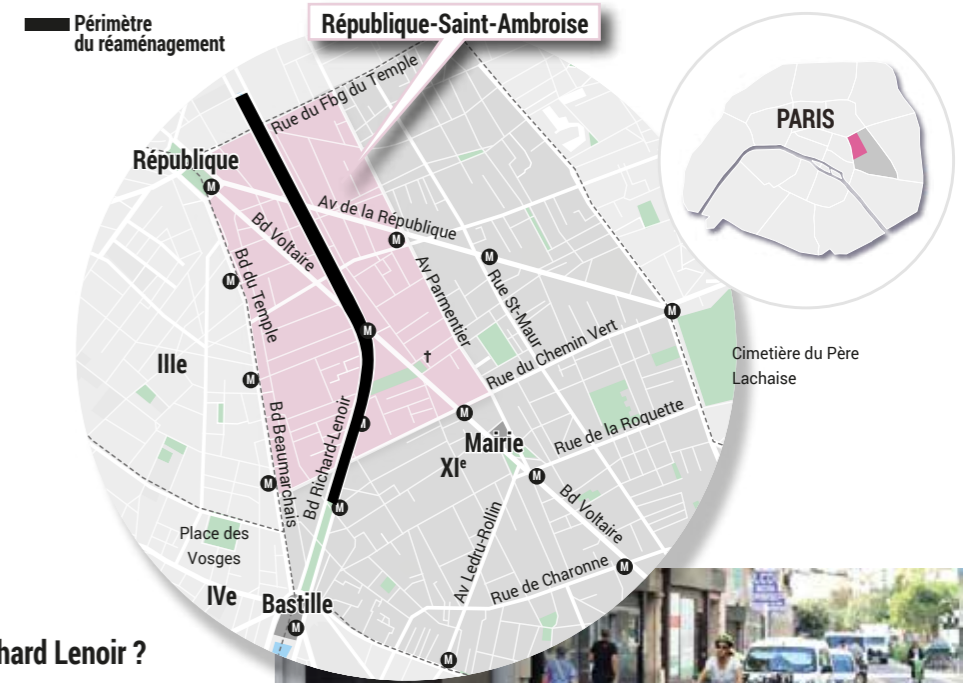 Périmètre
du réaménagement
République-Saint-Ambroise
PARIS
Rue du Fbg du Temple
République
M
Av de la République
Bd Voltaire
M
M
Bd du Temple
M
Av Parmentier
Rue St-Maur
M
M
Rue du Chemin Vert
Cimetière du Père
Lachaise
IIIe
M
Bd Beaumarchais
Bd Richard-Lenoir
M
M
Mairie
XIe
Rue de la Roquette
M
M
M
Bd Voltaire
Place des
Vosges
Av Ledru-Rollin
Rue de Charonne
M
IVe
Bastille
M
M
hard Lenoir ?